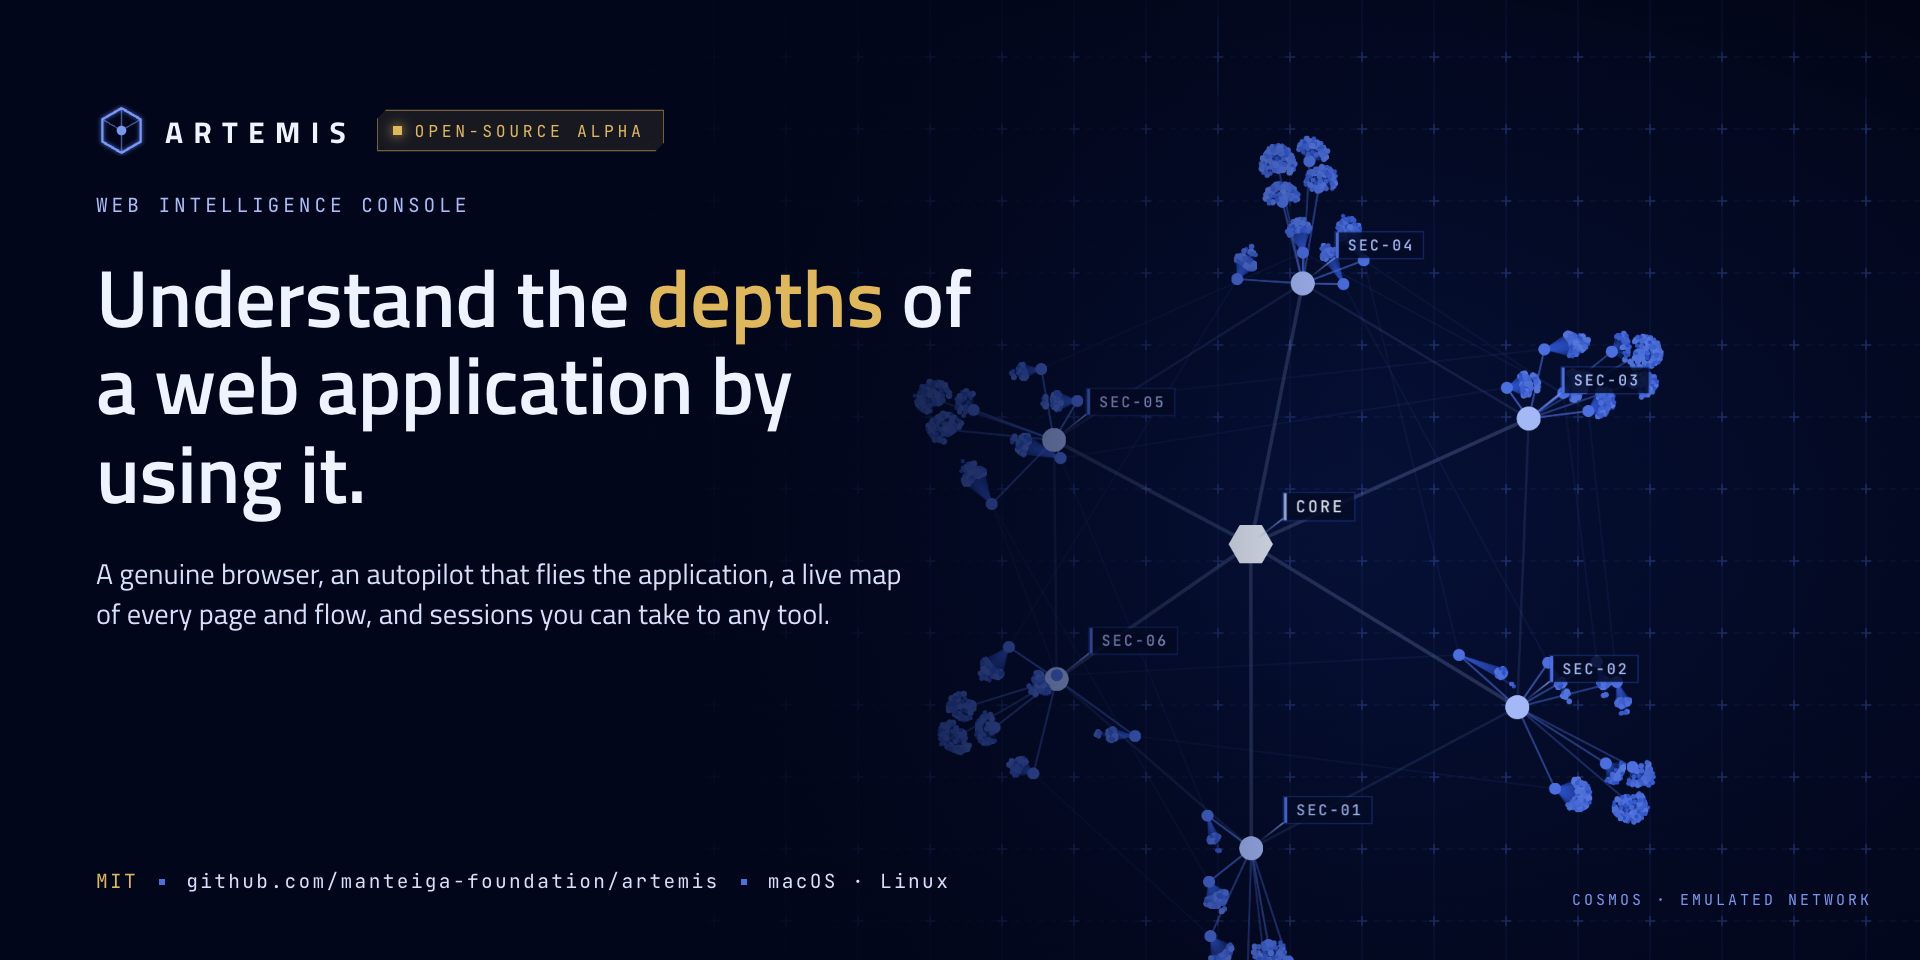 ARTEMIS
OPEN-SOURCE ALPHA
WEB INTELLIGENCE CONSOLE
Understand the depths of
a web application by
using it.
A genuine browser, an autopilot that flies the application, a live map
of every page and flow, and sessions you can take to any tool.
MIT ▪ github.com/manteiga-foundation/artemis ▪ macOS · Linux
SEC-04
SEC-03
SEC-05
CORE
SEC-06
SEC-02
SEC-01
COSMOS · EMULATED NETWORK